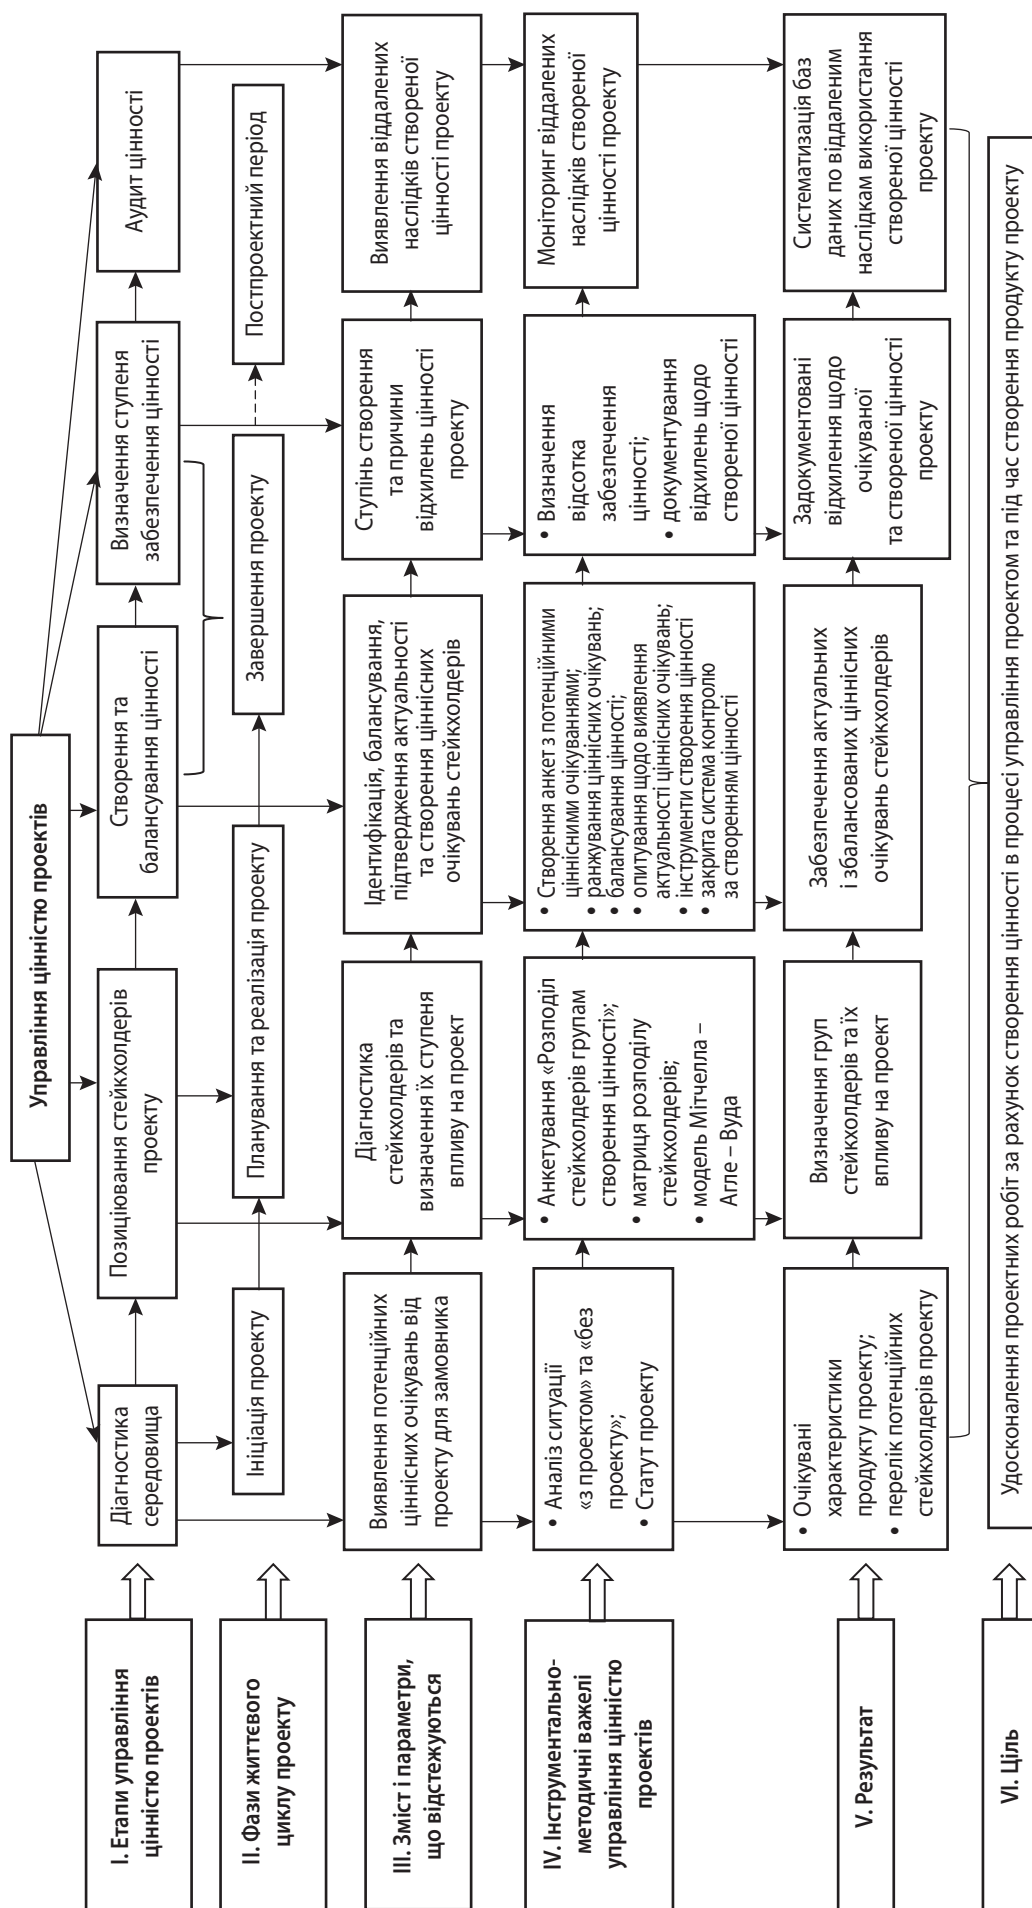 Управління цінністю проектів
І. Етапи управління
цінністю проектів
Діагностика
середовища
Позиціювання стейкхолдерів
проекту
Створення та
балансування цінності
Визначення ступеня
забезпечення цінності
Аудит цінності
ІІ. Фази життєвого
циклу проекту
Ініціація проекту
Планування та реалізація проекту
Завершення проекту
Постпроектний період
ІІІ. Зміст і параметри,
що відстежуються
Виявлення потенційних
ціннісних очікувань від
проекту для замовника
Діагностика
стейкхолдерів та
визначення їх ступеня
впливу на проект
Ідентифікація, балансування,
підтвердження актуальності
та створення ціннісних
очікувань стейкхолдерів
Ступінь створення
та причини
відхилень цінності
проекту
Виявлення віддалених
наслідків створеної
цінності проекту
IV. Інструментально-
методичні важелі
управління цінністю
проектів
• Аналіз ситуації
«з проектом» та «без
проекту»;
• Статут проекту
• Анкетування «Розподіл
стейкхолдерів групам
створення цінності»;
• матриця розподілу
стейкхолдерів;
• модель Мітчелла –
Агле – Вуда
• Створення анкет з потенційними
ціннісними очікуваннями;
• ранжування ціннісних очікувань;
• балансування цінності;
• опитування щодо виявлення
актуальності ціннісних очікувань;
• інструменти створення цінності
• закрита система контролю
за створенням цінності
• Визначення
відсотка
забезпечення
цінності;
• документування
відхилень щодо
створеної цінності
Моніторинг віддалених
наслідків створеної
цінності проекту
V. Результат
• Очікувані
характеристики
продукту проекту;
• перелік потенційних
стейкхолдерів проекту
Визначення груп
стейкхолдерів та їх
впливу на проект
Забезпечення актуальних
і збалансованих ціннісних
очікувань стейкхолдерів
Задокументовані
відхилення щодо
очікуваної
та створеної цінності
проекту
Систематизація баз
даних по віддаленим
наслідкам використання
створеної цінності
проекту
VI. Ціль
Удосконалення проектних робіт за рахунок створення цінності в процесі управління проектом та під час створення продукту проекту